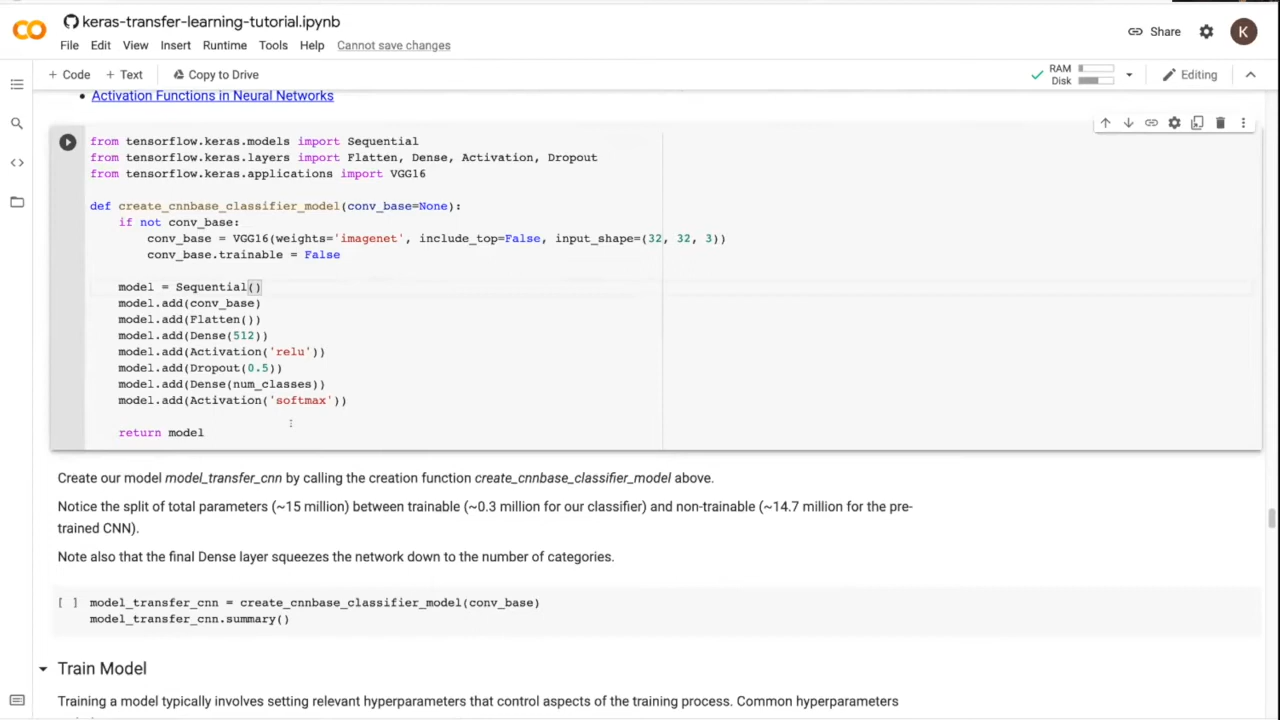 keras-transfer-learning-tutorial.ipynb
Share
K
File Edit View Insert Runtime Tools Help Cannot save changes
+ Code + Text Copy to Drive
RAM
Disk
Editing
• Activation Functions in Neural Networks
from tensorflow.keras.models import Sequential
from tensorflow.keras.layers import Flatten, Dense, Activation, Dropout
from tensorflow.keras.applications import VGG16
def create_cnnbase_classifier_model(conv_base=None):
if not conv_base:
conv_base = VGG16(weights='imagenet', include_top=False, input_shape=(32, 32, 3))
conv_base.trainable = False
model = Sequential()
model.add(conv_base)
model.add(Flatten())
model.add(Dense(512))
model.add(Activation('relu'))
model.add(Dropout(0.5))
model.add(Dense(num_classes))
model.add(Activation('softmax'))
return model
Create our model model_transfer_cnn by calling the creation function create_cnnbase_classifier_model above.
Notice the split of total parameters (~15 million) between trainable (~0.3 million for our classifier) and non-trainable (~14.7 million for the pre-
trained CNN).
Note also that the final Dense layer squeezes the network down to the number of categories.
[ ] model_transfer_cnn = create_cnnbase_classifier_model(conv_base)
model_transfer_cnn.summary()
Train Model
Training a model typically involves setting relevant hyperparameters that control aspects of the training process. Common hyperparameters